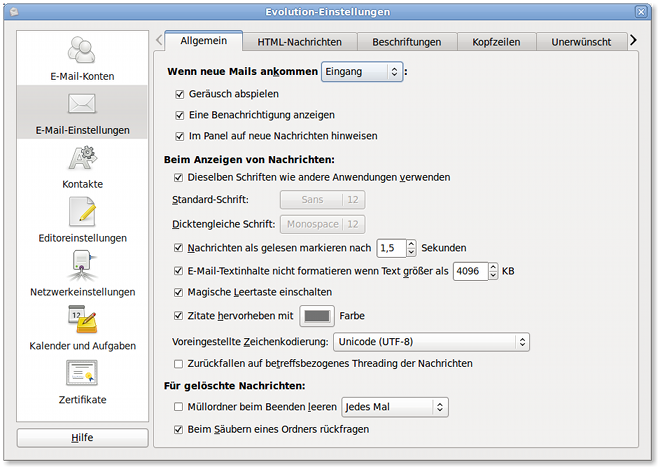 Evolution-Einstellungen
E-Mail-Konten
E-Mail-Einstellungen
Kontakte
Editoreinstellungen
Netzwerkeinstellungen
12
Kalender und Aufgaben
Zertifikate
Hilfe
Allgemein HTML-Nachrichten Beschriftungen Kopfzeilen Unerwünscht
Wenn neue Mails ankommen Eingang :
Geräusch abspielen
Eine Benachrichtigung anzeigen
Im Panel auf neue Nachrichten hinweisen
Beim Anzeigen von Nachrichten:
Dieselben Schriften wie andere Anwendungen verwenden
Standard-Schrift: Sans 12
Dicktengleiche Schrift: Monospace 12
Nachrichten als gelesen markieren nach 1,5 Sekunden
E-Mail-Textinhalte nicht formatieren wenn Text größer als 4096 KB
Magische Leertaste einschalten
Zitate hervorheben mit Farbe
Voreingestellte Zeichenkodierung: Unicode (UTF-8)
Zurückfallen auf betreffsbezogenes Threading der Nachrichten
Für gelöschte Nachrichten:
Müllordner beim Beenden leeren Jedes Mal
Beim Säubern eines Ordners rückfragen